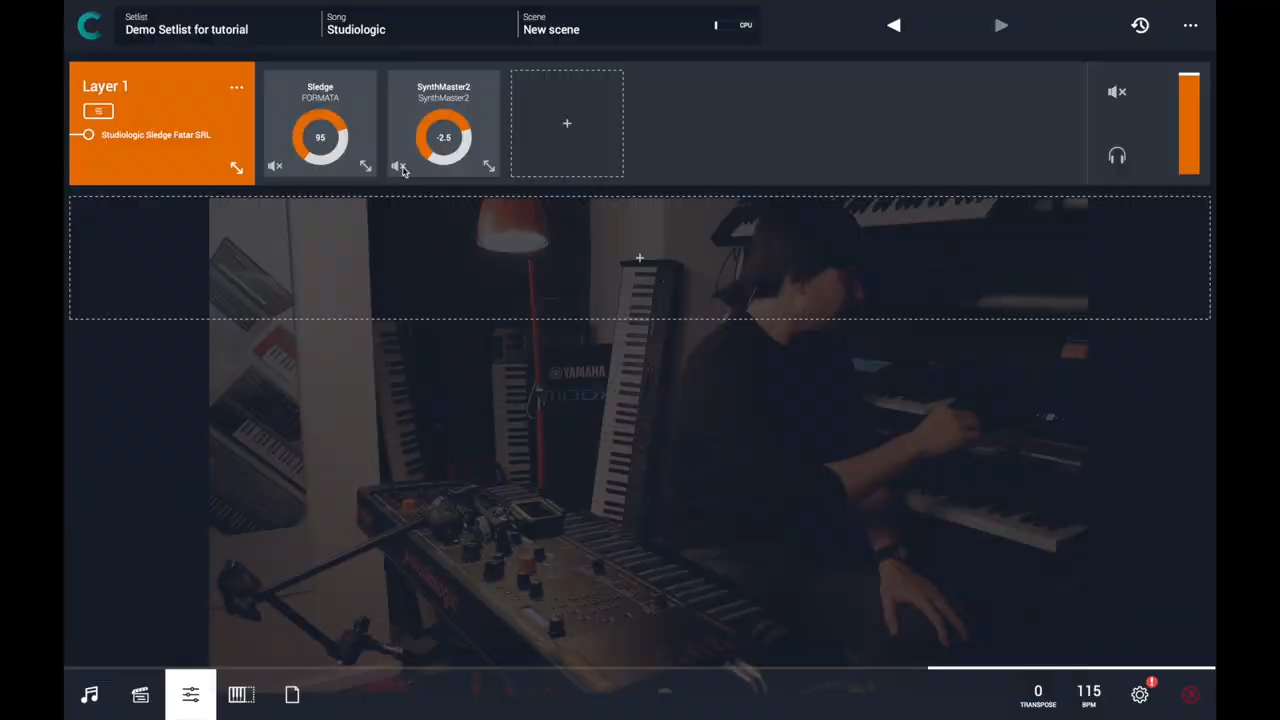 Setlist
Demo Setlist for tutorial
Song
Studiologic
Scene
New scene
CPU
Layer 1
Studiologic Sledge Fatar SRL
Sledge
FORMATA
95
SynthMaster2
SynthMaster2
-2.5
YAMAHA
0
TRANSPOSE
115
BPM